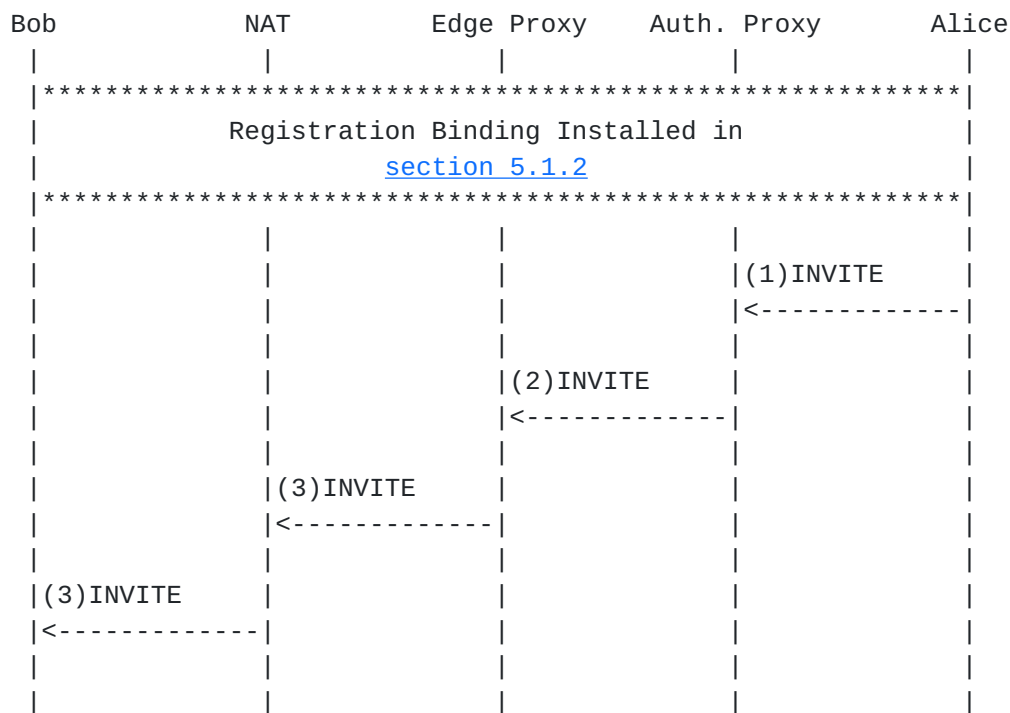 Bob NAT Edge Proxy Auth. Proxy Alice
|***********************************************************|
Registration Binding Installed in
section 5.1.2
|***********************************************************|
(1)INVITE
|<-------------|
(2)INVITE
|<-------------|
(3)INVITE
|<--------------|
(3)INVITE
|<-------------|